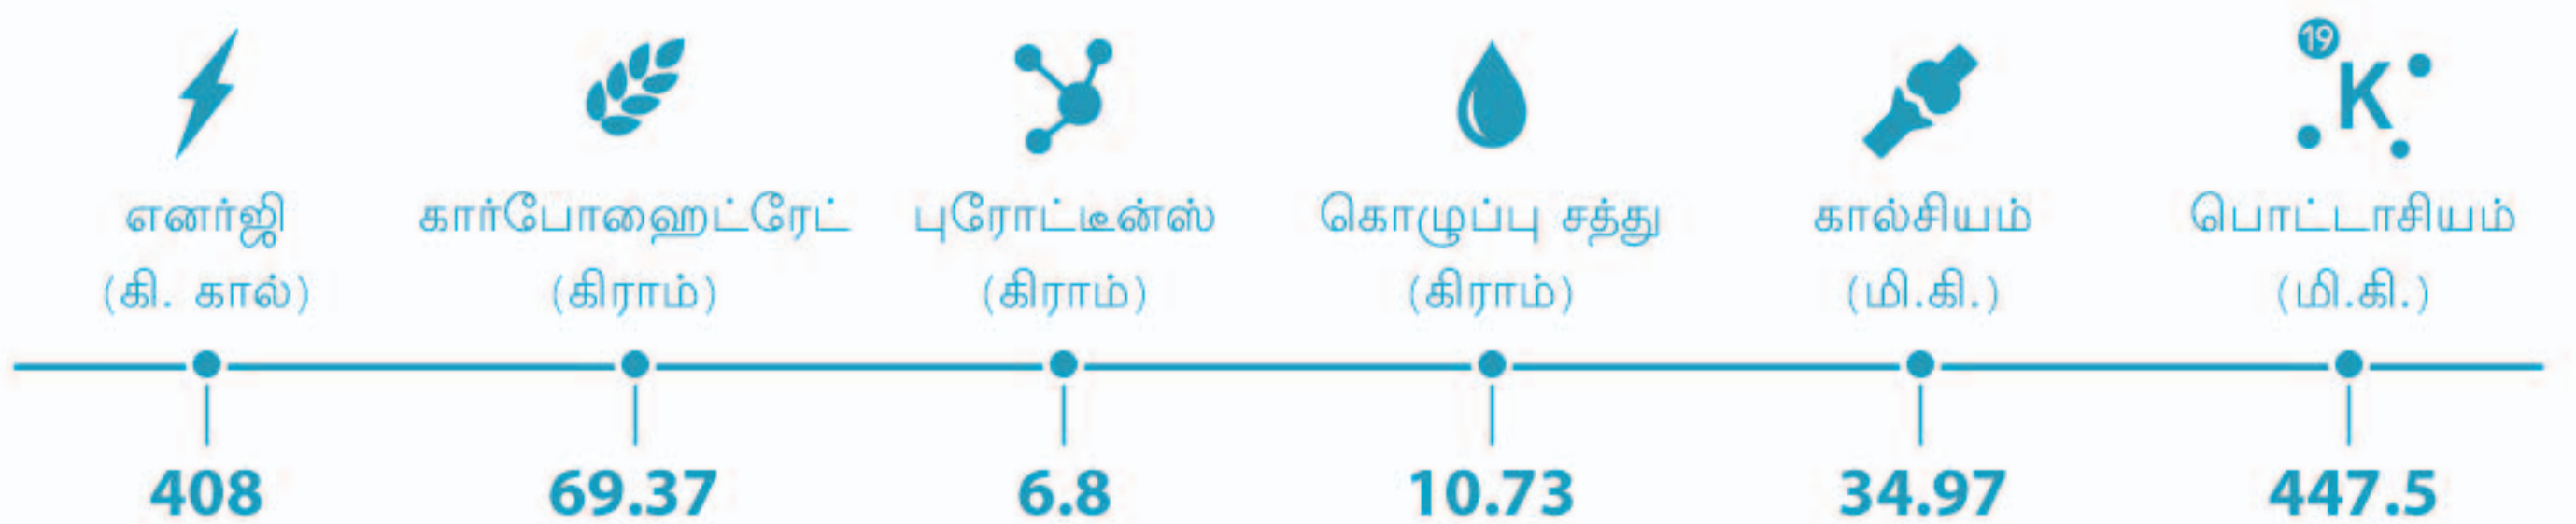 19 K
எனர்ஜி கார்போஹைட்ரேட் புரோட்டீன்ஸ் கொழுப்பு சத்து கால்சியம் பொட்டாசியம்
(கி. கால்) (கிராம்) (கிராம்) (கிராம்) (மி.கி.) (மி.கி.)
408 69.37 6.8 10.73 34.97 447.5